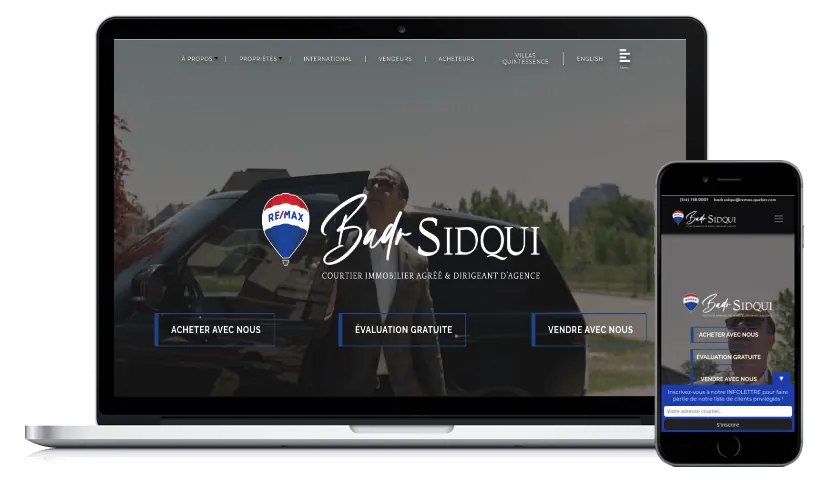 À PROPOS | PROPRIÉTÉS | INTERNATIONAL | VENDEURS | ACHETEURS VILLAS QUINTESSENCE | ENGLISH
RE/MAX
Badr SIDQUI
COURTIER IMMOBILIER AGRÉÉ & DIRIGEANT D'AGENCE
ACHETER AVEC NOUS
ÉVALUATION GRATUITE
VENDRE AVEC NOUS
Badr SIDQUI
Badr SIDQUI
ACHETER AVEC NOUS
ÉVALUATION GRATUITE
VENDRE AVEC NOUS
Inscrivez-vous à notre INFOLETTRE pour faire
partie de notre liste de clients privilégiés !
Votre adresse courriel...
S'inscrire